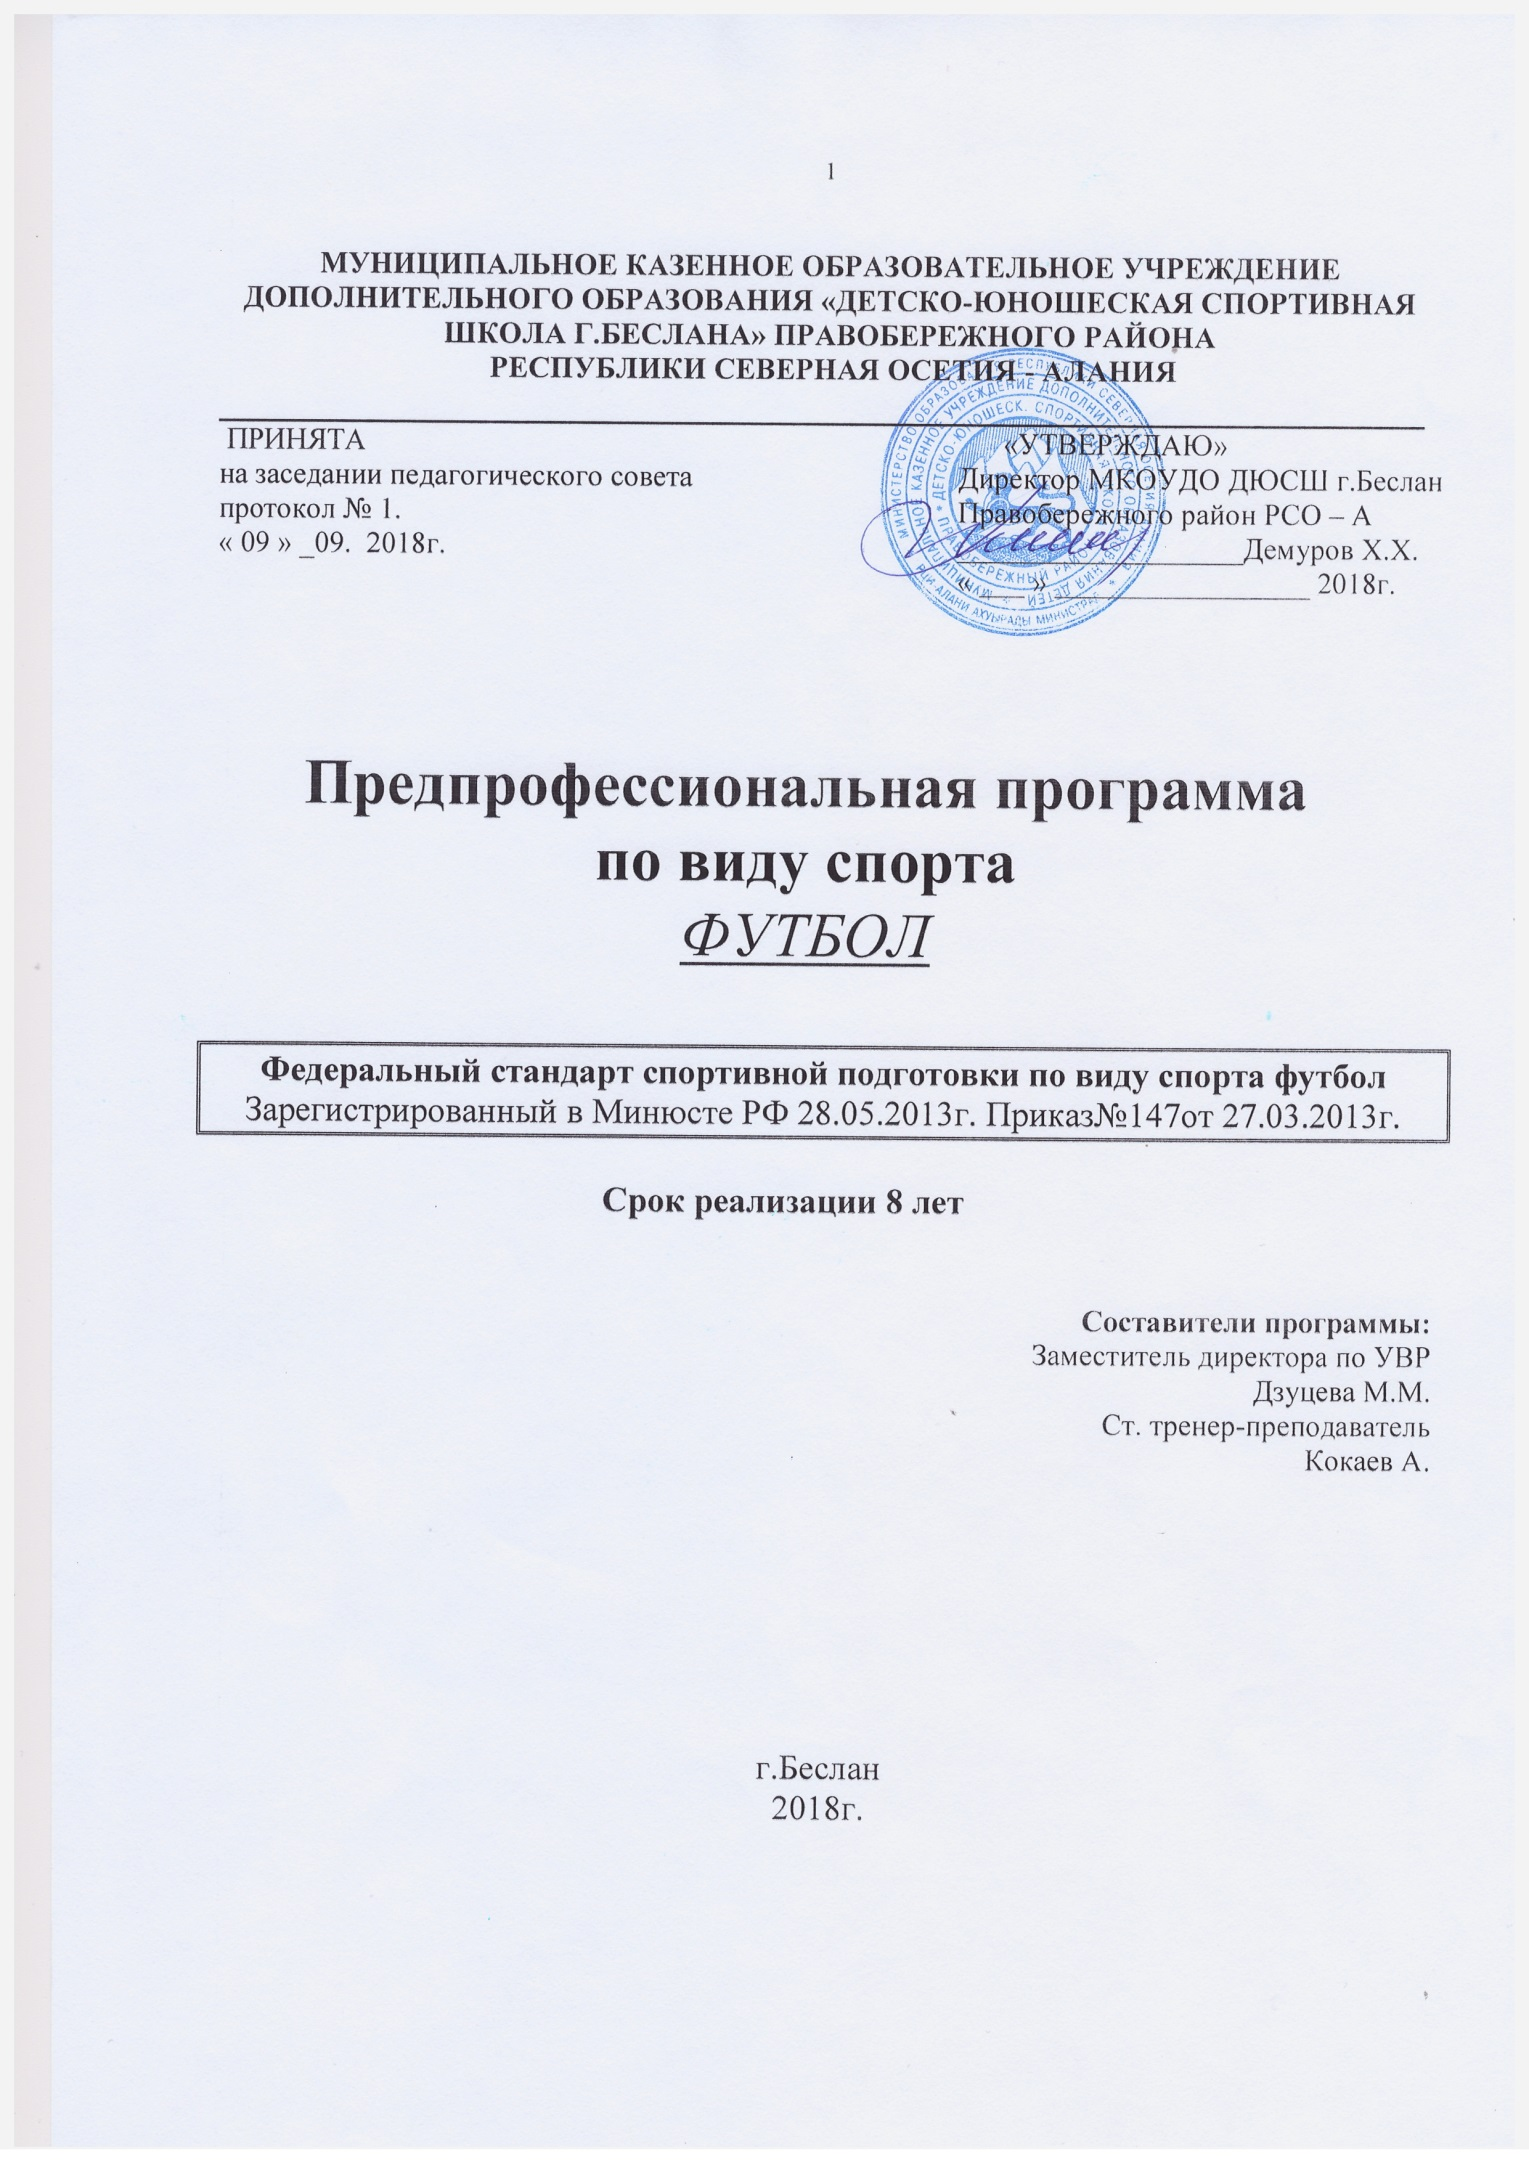 1
МУНИЦИПАЛЬНОЕ КАЗЕННОЕ ОБРАЗОВАТЕЛЬНОЕ УЧРЕЖДЕНИЕ
ДОПОЛНИТЕЛЬНОГО ОБРАЗОВАНИЯ «ДЕТСКО-ЮНОШЕСКАЯ СПОРТИВНАЯ
ШКОЛА Г.БЕСЛАНА» ПРАВОБЕРЕЖНОГО РАЙОНА
РЕСПУБЛИКИ СЕВЕРНАЯ ОСЕТИЯ - АЛАНИЯ
ПРИНЯТА
на заседании педагогического совета
протокол № 1.
« 09 » _09. 2018г.
«УТВЕРЖДАЮ»
Директор МКОУДО ДЮСШ г.Беслан
Правобережного район РСО – А
____________________Демуров Х.Х.
« ___ » __________________ 2018г.
Предпрофессиональная программа
по виду спорта
ФУТБОЛ
Федеральный стандарт спортивной подготовки по виду спорта футбол
Зарегистрированный в Минюсте РФ 28.05.2013г. Приказ№147от 27.03.2013г.
Срок реализации 8 лет
Составители программы:
Заместитель директора по УВР
Дзуцева М.М.
Ст. тренер-преподаватель
Кокаев А.
г.Беслан
2018г.